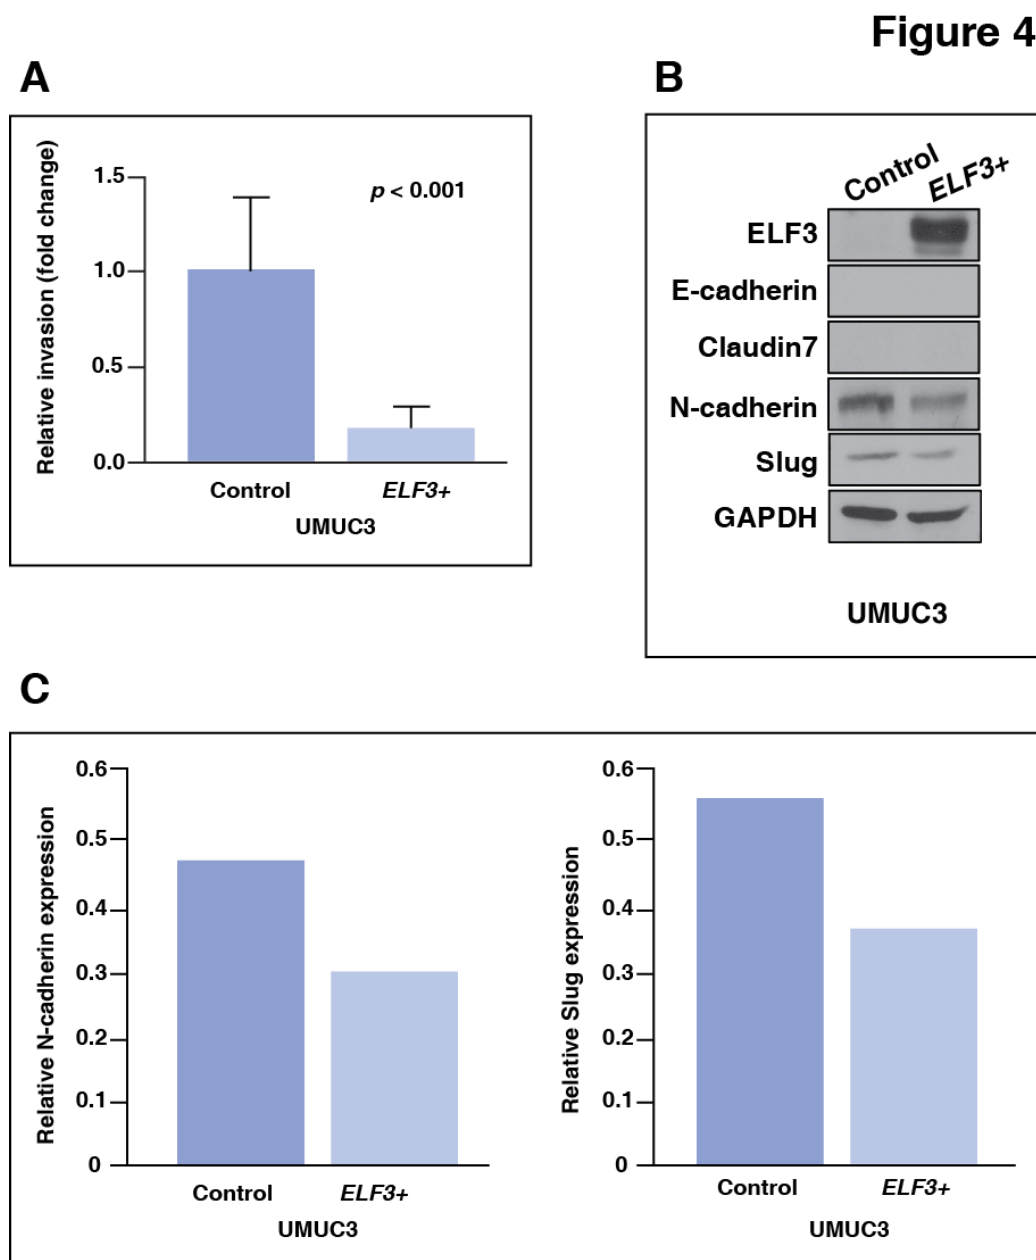 Figure 4
A
Relative invasion (fold change)
1.5
1.0
0.5
0.0
p < 0.001
Control
ELF3+
UMUC3
B
Control
ELF3+
ELF3
E-cadherin
Claudin7
N-cadherin
Slug
GAPDH
UMUC3
C
Relative N-cadherin expression
0.6
0.5
0.4
0.3
0.2
0.1
0
Control
ELF3+
UMUC3
Relative Slug expression
0.6
0.5
0.4
0.3
0.2
0.1
0
Control
ELF3+
UMUC3